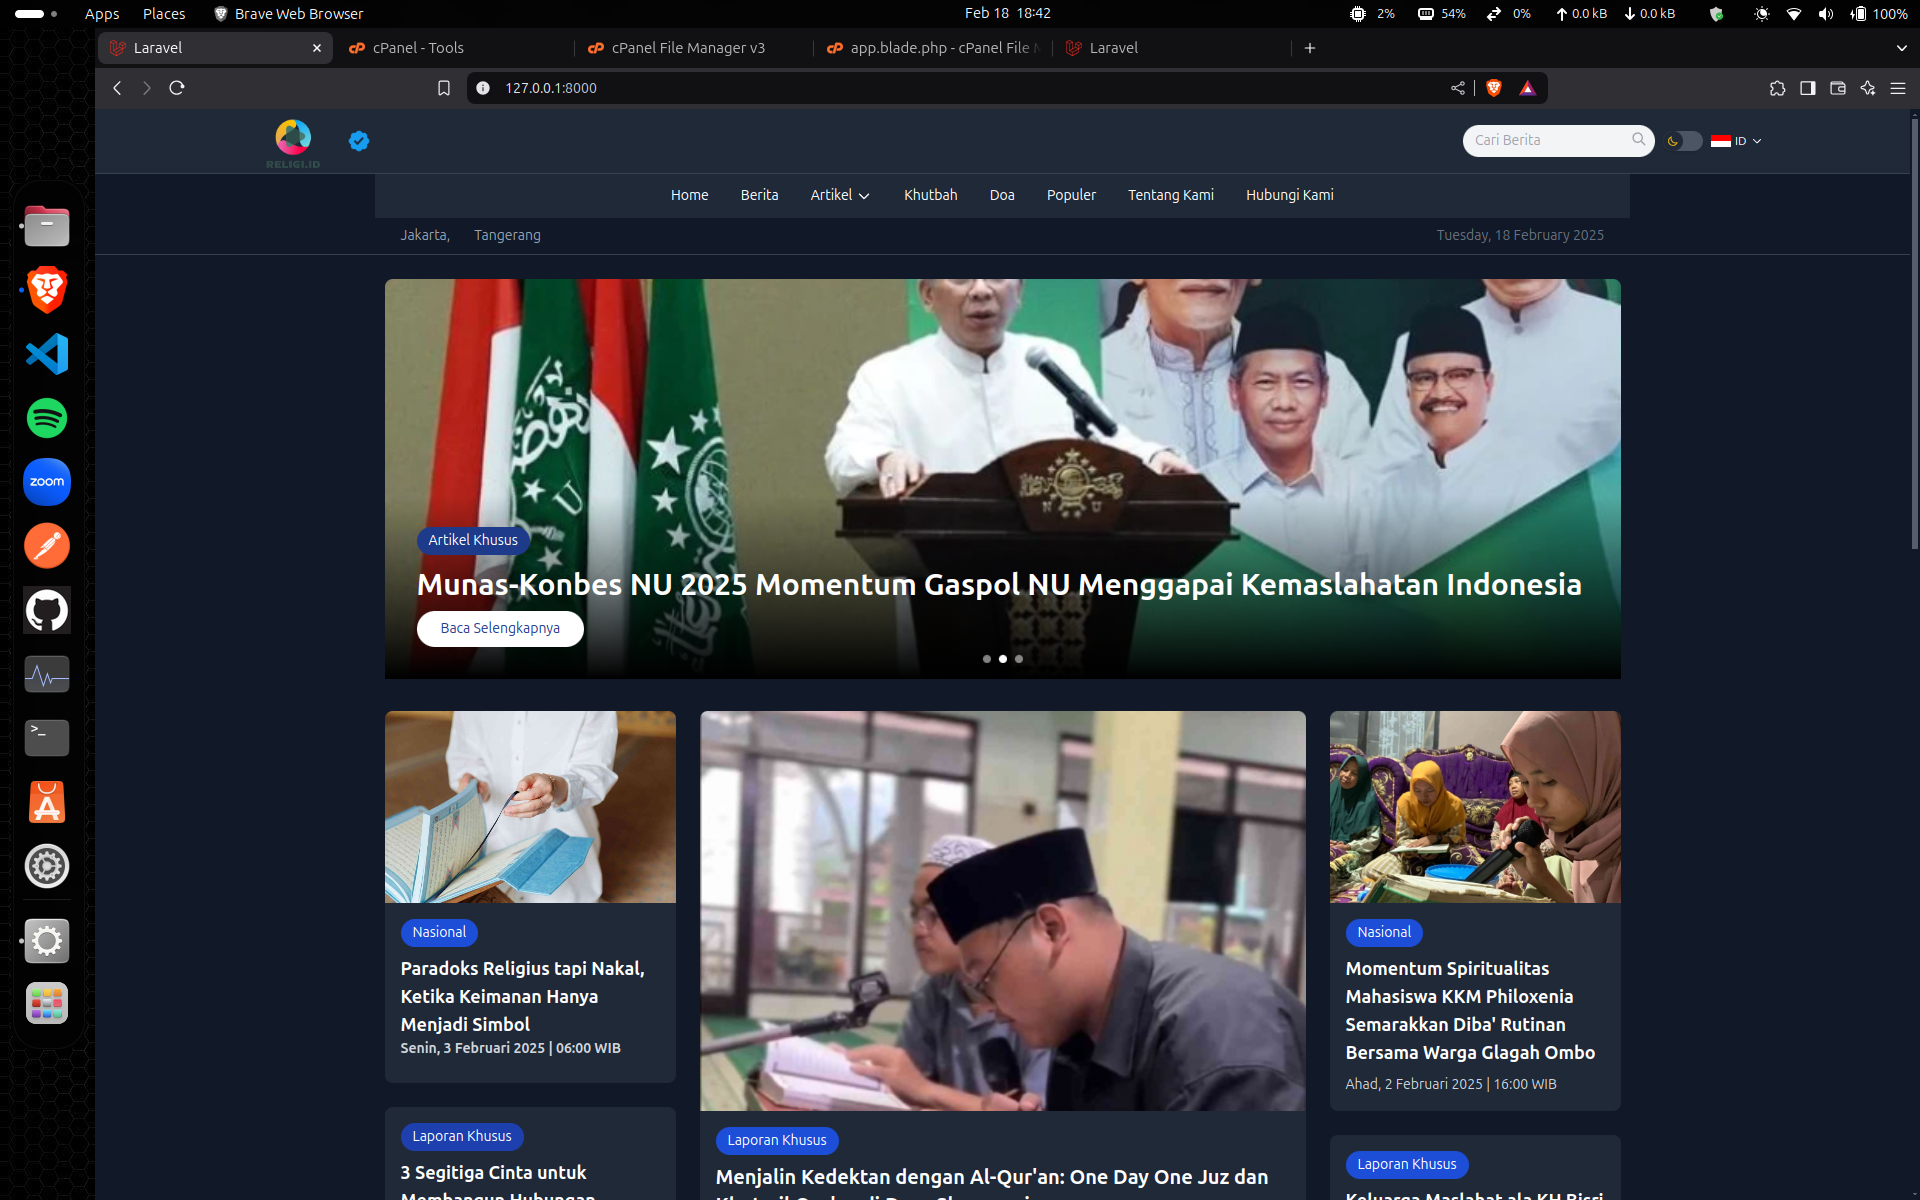 Apps Places Brave Web Browser Feb 18 18:42 2% 54% 0% 0.0 kB 0.0 kB 100%
Laravel cPanel - Tools cPanel File Manager v3 app.blade.php - cPanel File M Laravel
127.0.0.1:8000
RELIGI.ID Cari Berita ID
Home Berita Artikel Khutbah Doa Populer Tentang Kami Hubungi Kami
Jakarta, Tangerang Tuesday, 18 February 2025
zoom
N U
U
Artikel Khusus
Munas-Konbes NU 2025 Momentum Gaspol NU Menggapai Kemaslahatan Indonesia
Baca Selengkapnya
Nasional
Paradoks Religius tapi Nakal,
Ketika Keimanan Hanya
Menjadi Simbol
Senin, 3 Februari 2025 | 06:00 WIB
Laporan Khusus
3 Segitiga Cinta untuk
Membangun Hubungan
Laporan Khusus
Menjalin Kedektan dengan Al-Qur'an: One Day One Juz dan
Nasional
Momentum Spiritualitas
Mahasiswa KKM Philoxenia
Semarakkan Diba' Rutinan
Bersama Warga Glagah Ombo
Ahad, 2 Februari 2025 | 16:00 WIB
Laporan Khusus
Keluarga Maslahat ala KH Bisri